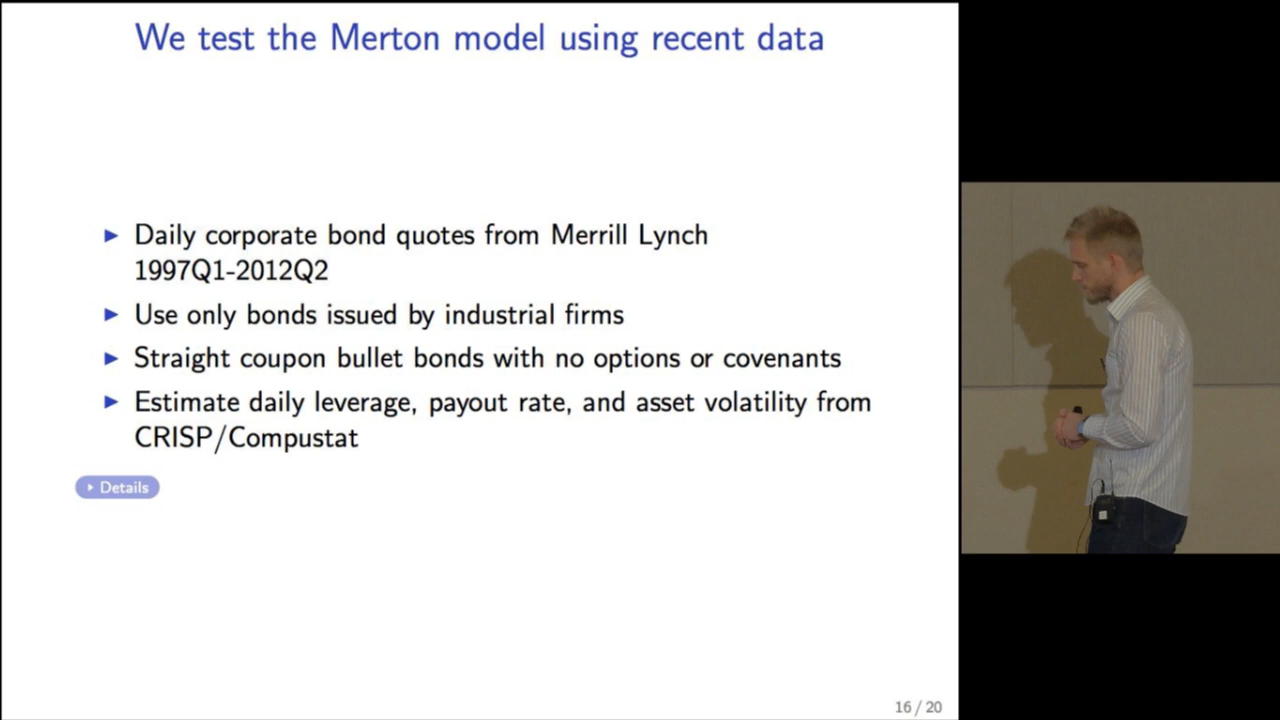 We test the Merton model using recent data
▶ Daily corporate bond quotes from Merrill Lynch
1997Q1-2012Q2
▶ Use only bonds issued by industrial firms
▶ Straight coupon bullet bonds with no options or covenants
▶ Estimate daily leverage, payout rate, and asset volatility from
CRISP/Compustat
▶ Details
16 / 20